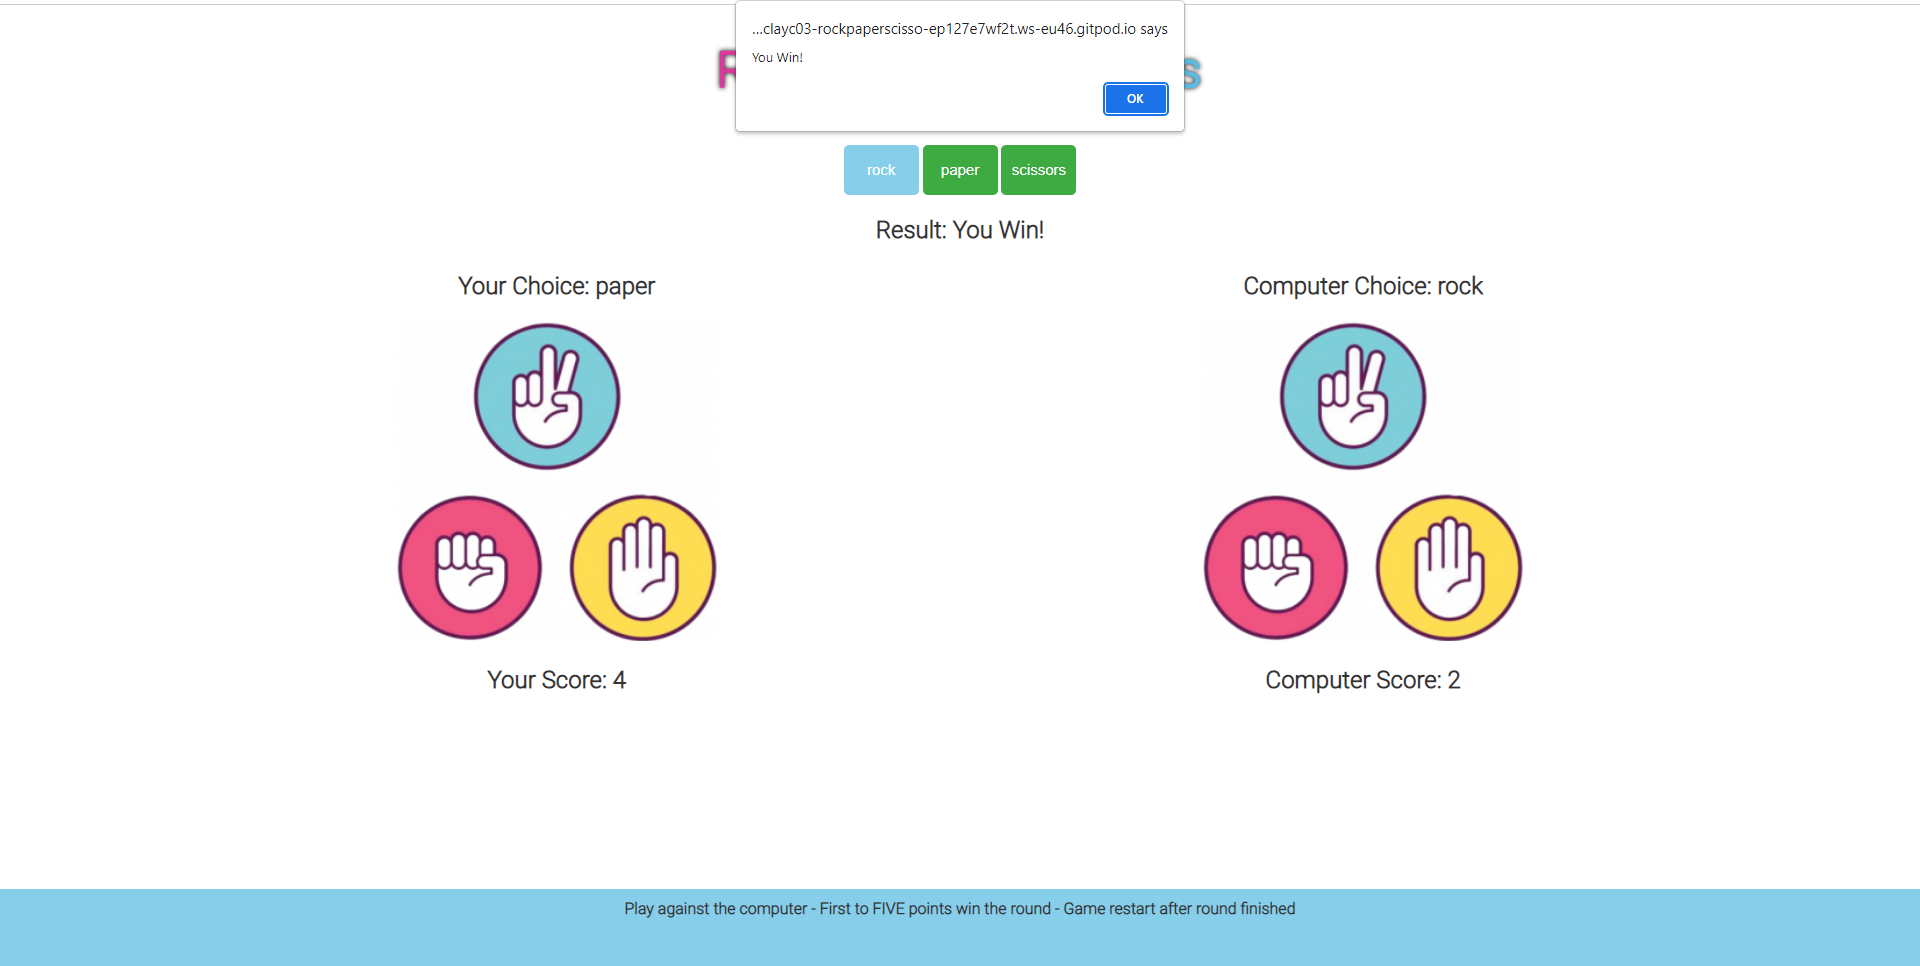 ...clayc03-rockpaperscisso-ep127e7wf2t.ws-eu46.gitpod.io says
You Win!
OK
rock paper scissors
Result: You Win!
Your Choice: paper
Computer Choice: rock
Your Score: 4
Computer Score: 2
Play against the computer - First to FIVE points win the round - Game restart after round finished